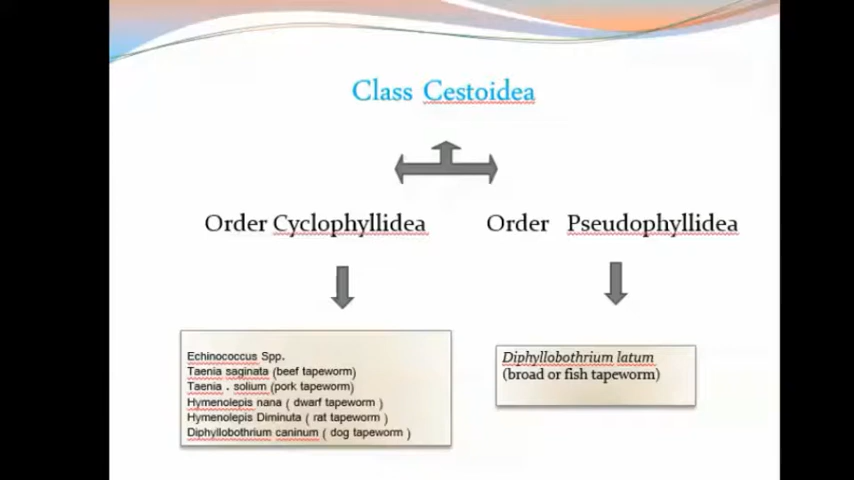 Class Cestoidea
Order Cyclophyllidea
Order Pseudophyllidea
Echinococcus Spp.
Taenia saginata (beef tapeworm)
Taenia . solium (pork tapeworm)
Hymenolepis nana ( dwarf tapeworm )
Hymenolepis Diminuta ( rat tapeworm )
Diphyllobothrium caninum ( dog tapeworm )
Diphyllobothrium latum
(broad or fish tapeworm)